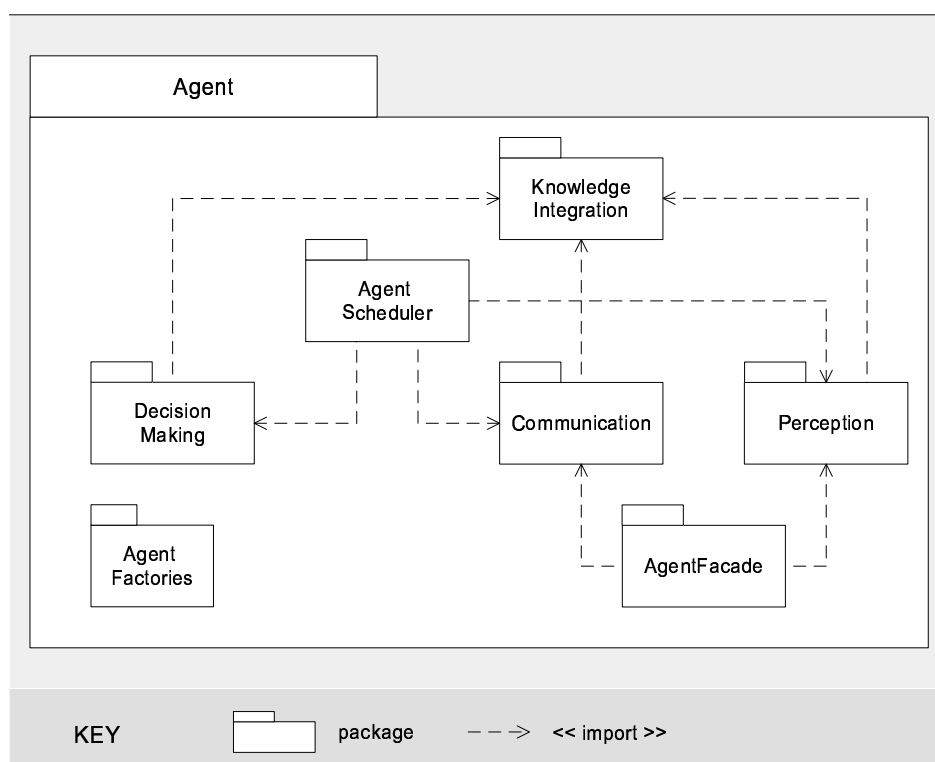 Agent
Knowledge
Integration
Agent
Scheduler
Decision
Making
Communication
Perception
Agent
Factories
AgentFacade
KEY
package
<< import >>